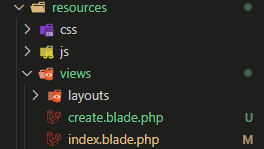 resources
css
js
views
layouts
create.blade.php U
index.blade.php M